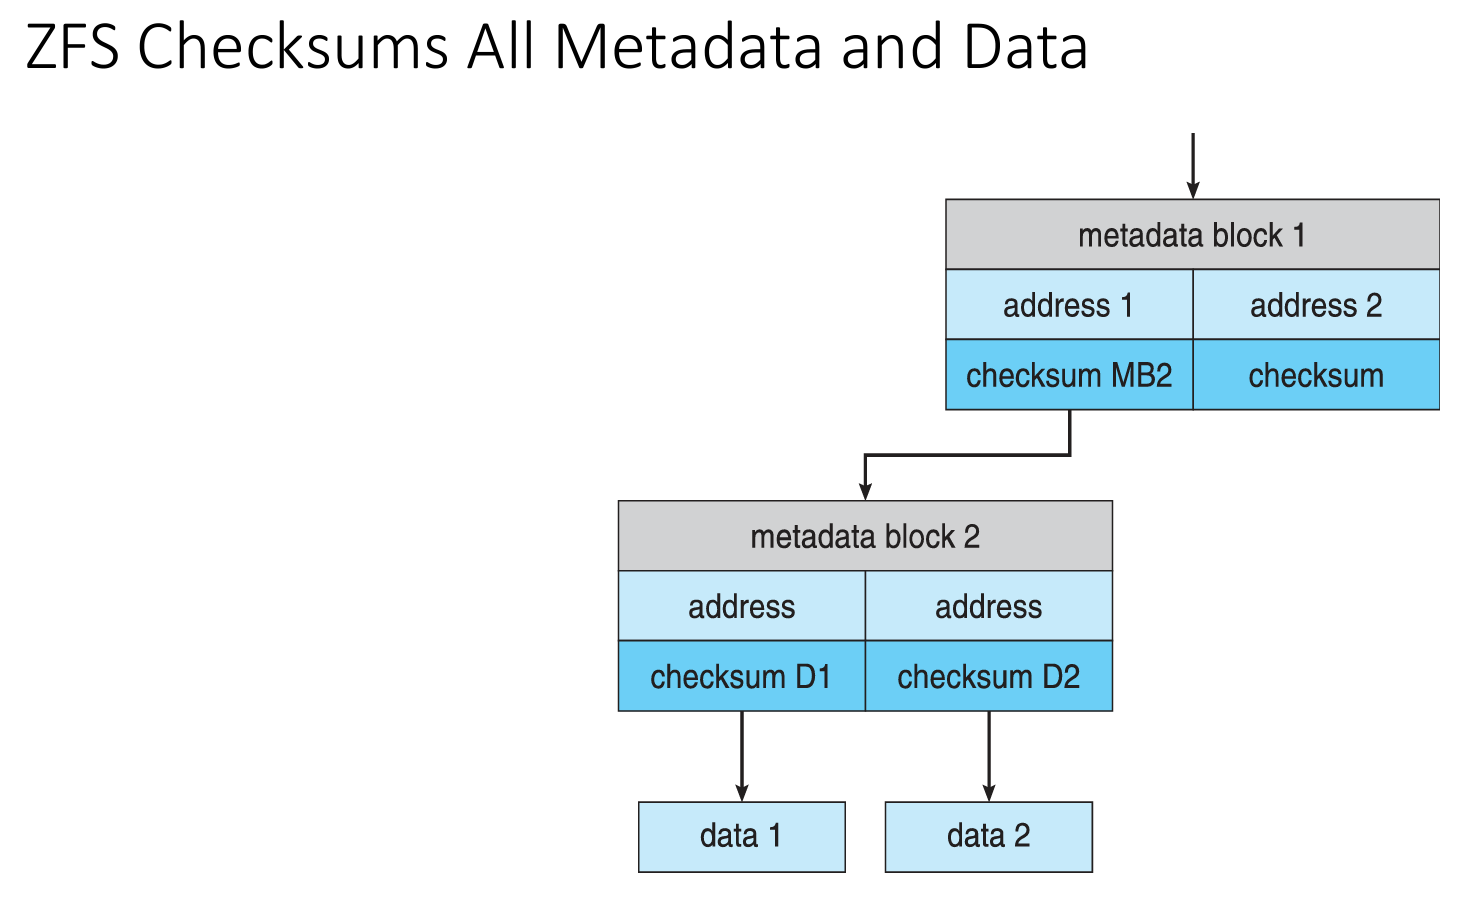 ZFS Checksums All Metadata and Data
metadata block 1
address 1
address 2
checksum MB2
checksum
metadata block 2
address
address
checksum D1
checksum D2
data 1
data 2